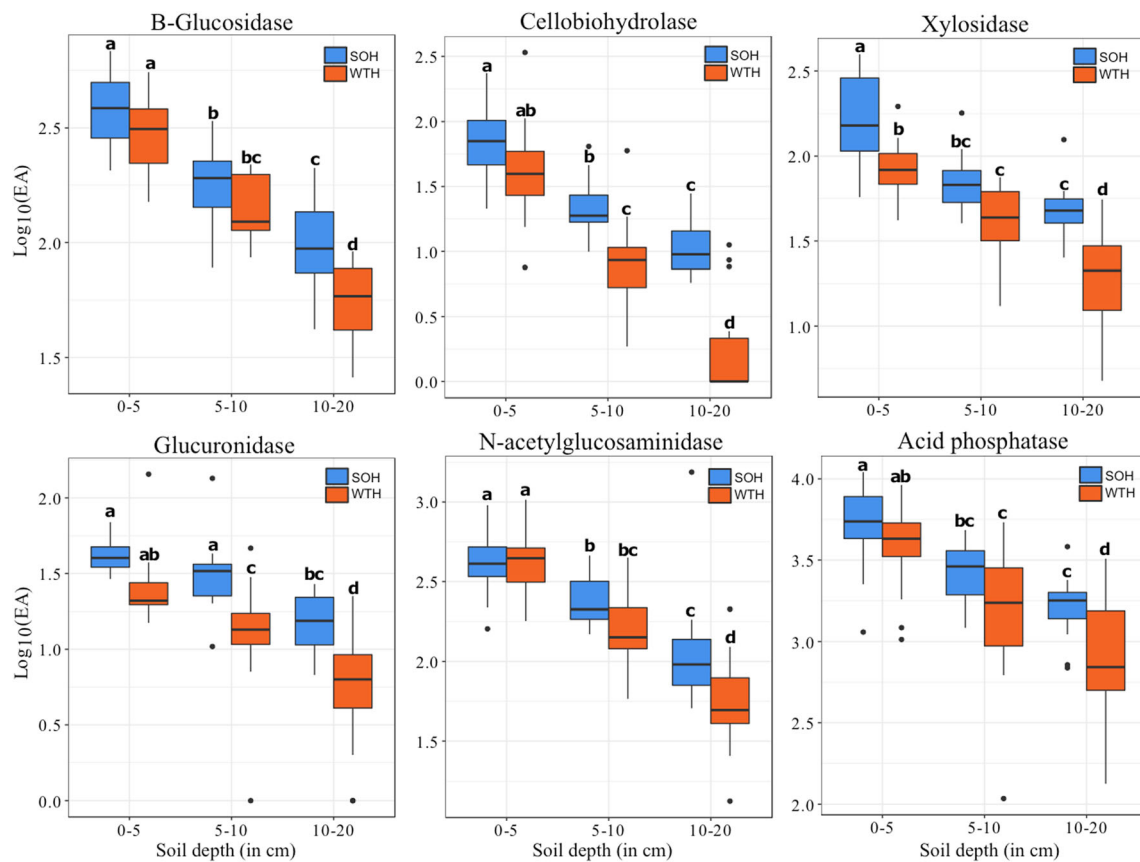 B-Glucosidase
SOH
WTH
a
a
b
bc
c
d
Log10(EA)
2.5
2.0
1.5
0-5
5-10
10-20
Cellobiohydrolase
SOH
WTH
a
ab
b
c
c
d
2.5
2.0
1.5
1.0
0.5
0.0
0-5
5-10
10-20
Xylosidase
SOH
WTH
a
b
bc
c
c
d
2.5
2.0
1.5
1.0
0-5
5-10
10-20
Glucuronidase
SOH
WTH
a
ab
a
c
bc
d
Log10(EA)
2.0
1.5
1.0
0.5
0.0
0-5
5-10
10-20
Soil depth (in cm)
N-acetylglucosaminidase
SOH
WTH
a
a
b
bc
c
d
3.0
2.5
2.0
1.5
0-5
5-10
10-20
Soil depth (in cm)
Acid phosphatase
SOH
WTH
a
ab
bc
c
c
d
4.0
3.5
3.0
2.5
2.0
0-5
5-10
10-20
Soil depth (in cm)